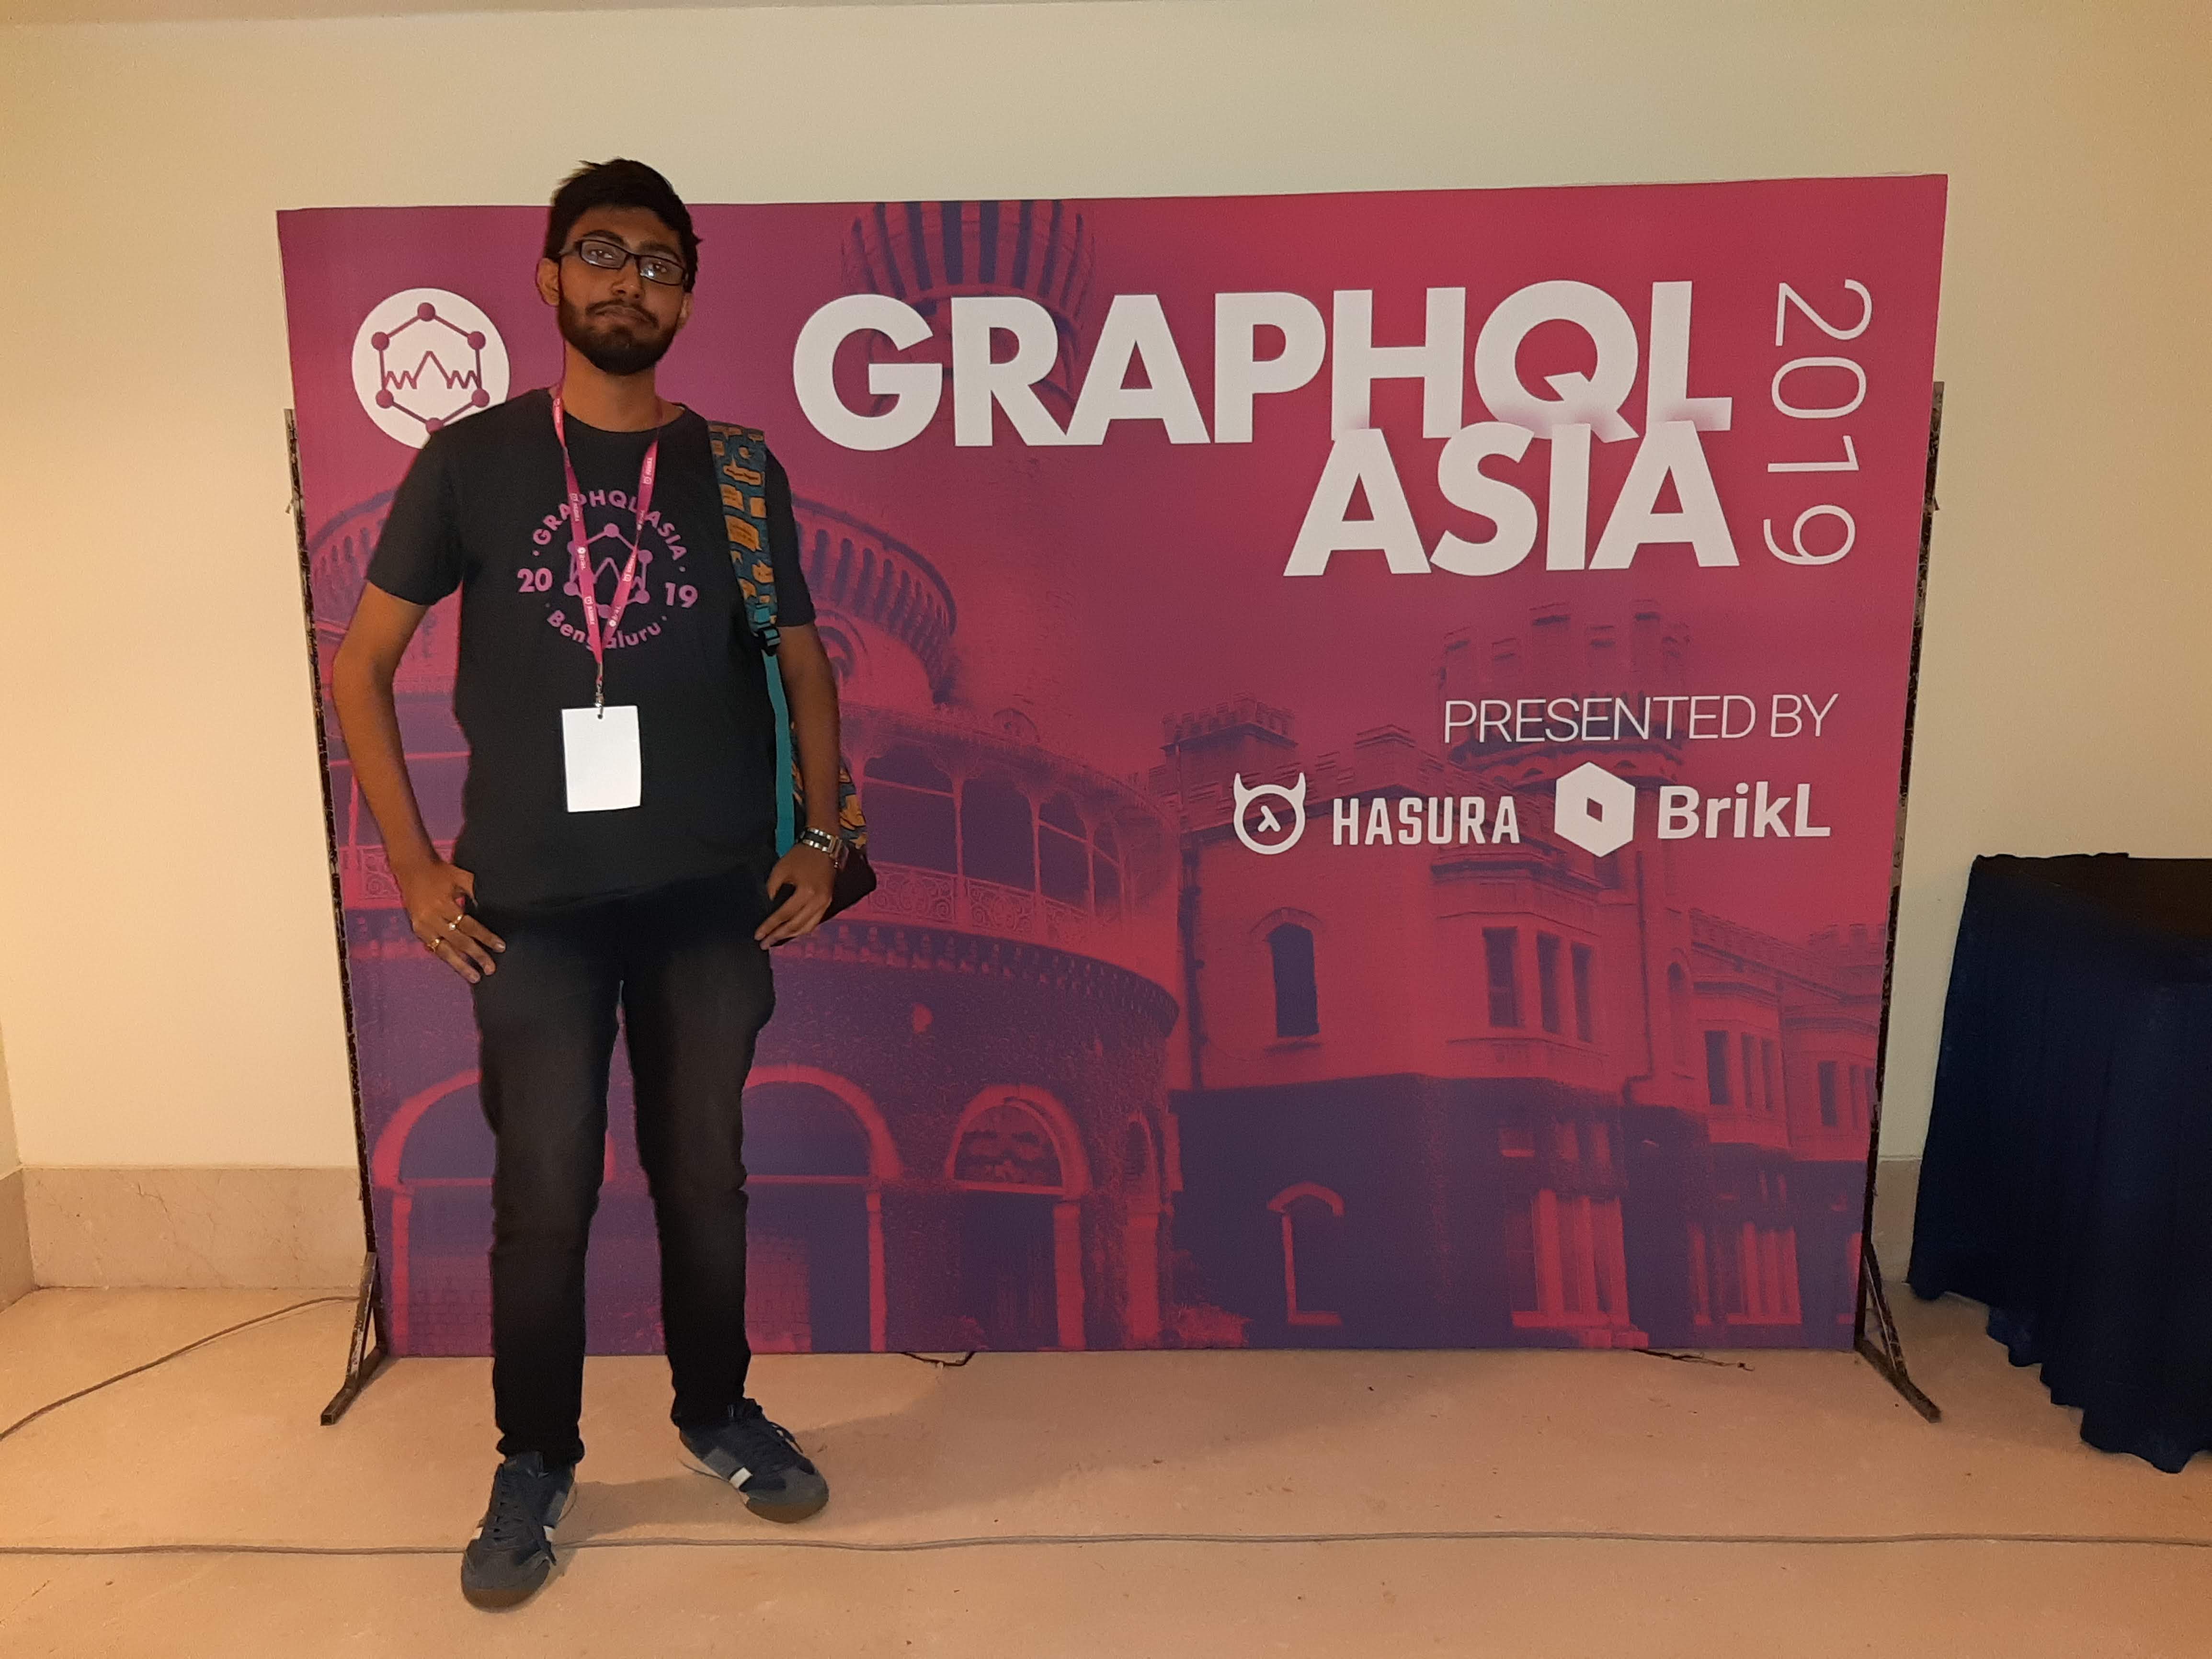 GRAPHQL
ASIA
2019
PRESENTED BY
HASURA BrikL
GRAPHQL ASIA
20 19
Bengaluru